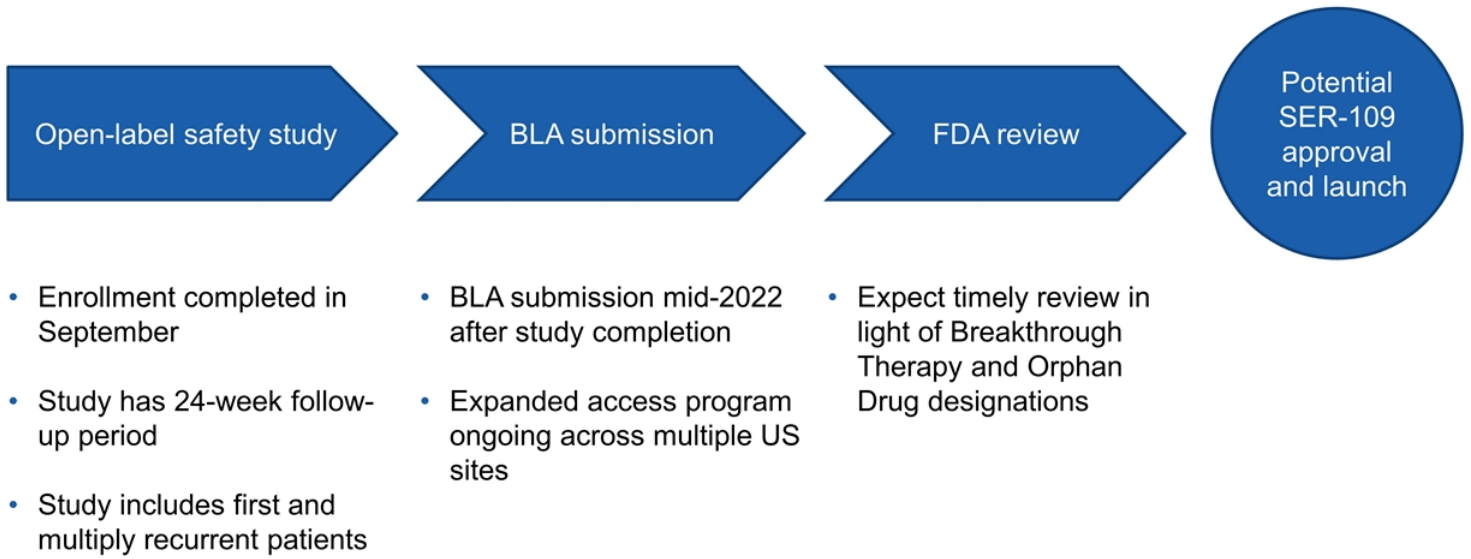 Open-label safety study
BLA submission
FDA review
Potential
SER-109
approval
and launch
• Enrollment completed in
September
• Study has 24-week follow-
up period
• Study includes first and
multiply recurrent patients
• BLA submission mid-2022
after study completion
• Expanded access program
ongoing across multiple US
sites
• Expect timely review in
light of Breakthrough
Therapy and Orphan
Drug designations